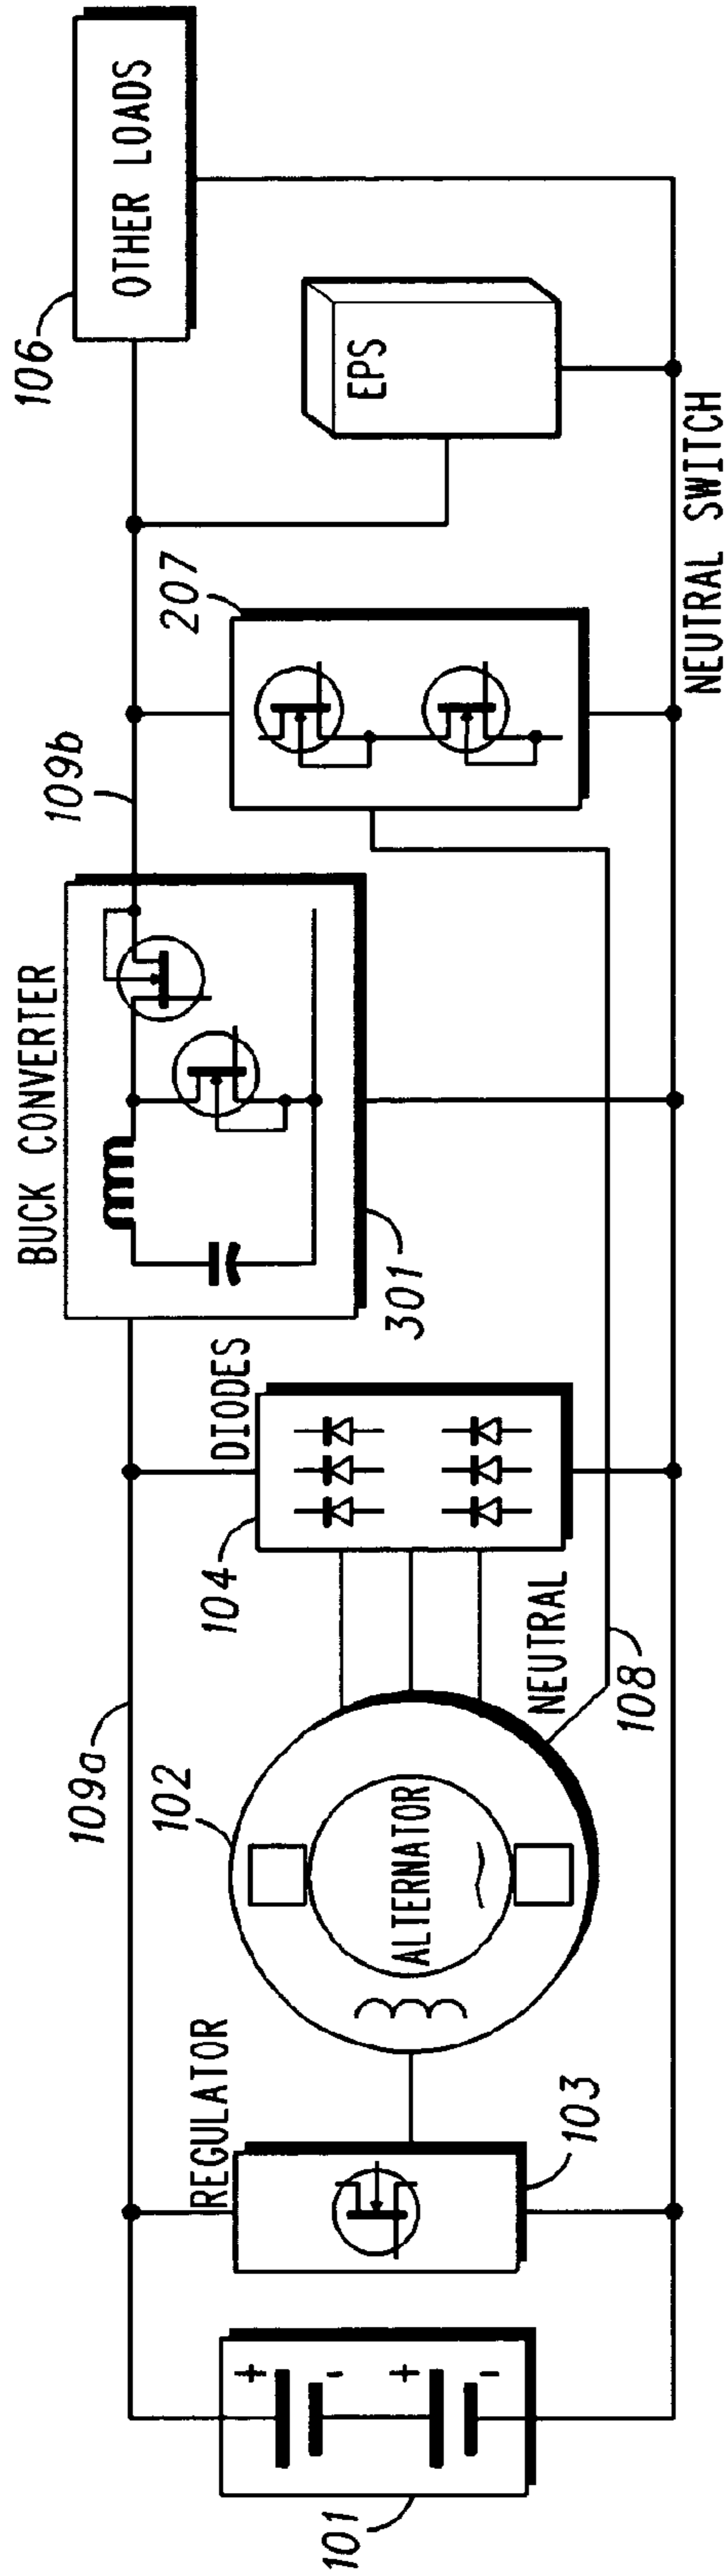 BUCK CONVERTER
109b
106
OTHER LOADS
109a
REGULATOR
102
104
DIODES
301
207
EPS
+
-
+
-
ALTERNATOR
101
103
NEUTRAL
108
NEUTRAL SWITCH